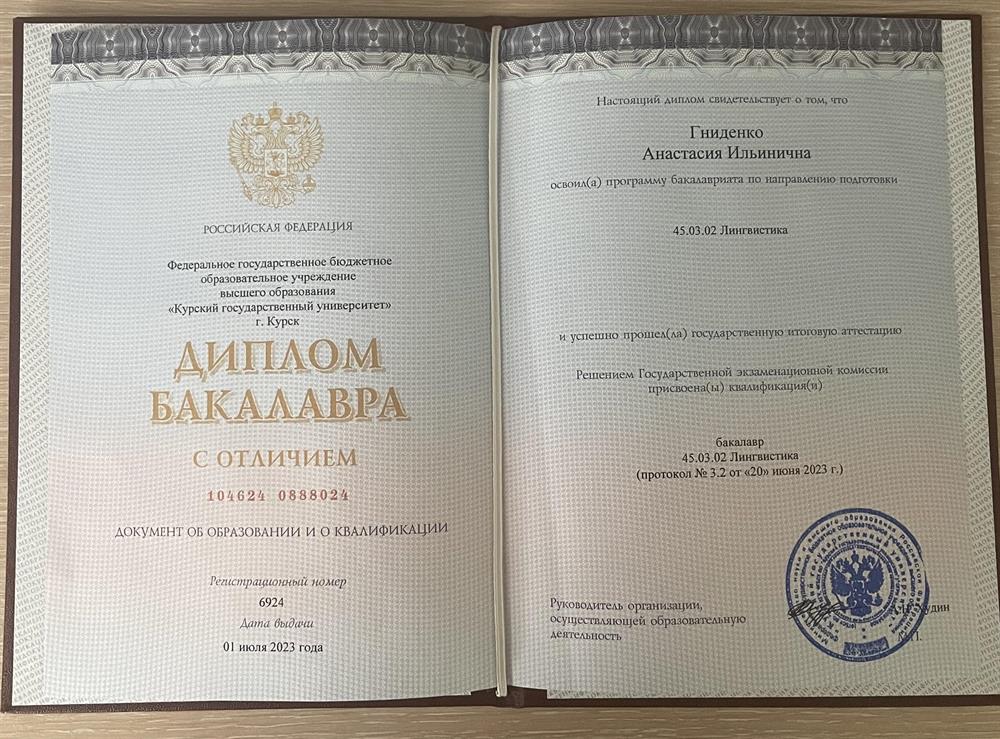 РОССИЙСКАЯ ФЕДЕРАЦИЯ
Федеральное государственное бюджетное
образовательное учреждение
высшего образования
«Курский государственный университет»
г. Курск
ДИПЛОМ
БАКАЛАВРА
С ОТЛИЧИЕМ
104624 0888024
ДОКУМЕНТ ОБ ОБРАЗОВАНИИ И О КВАЛИФИКАЦИИ
Регистрационный номер
6924
Дата выдачи
01 июля 2023 года
Настоящий диплом свидетельствует о том, что
Гниденко
Анастасия Ильинична
освоил(а) программу бакалавриата по направлению подготовки
45.03.02 Лингвистика
и успешно прошел(ла) государственную итоговую аттестацию
Решением Государственной экзаменационной комиссии
присвоена(ы) квалификация(и)
бакалавр
45.03.02 Лингвистика
(протокол № 3.2 от «20» июня 2023 г.)
Руководитель организации,
осуществляющей образовательную
деятельность